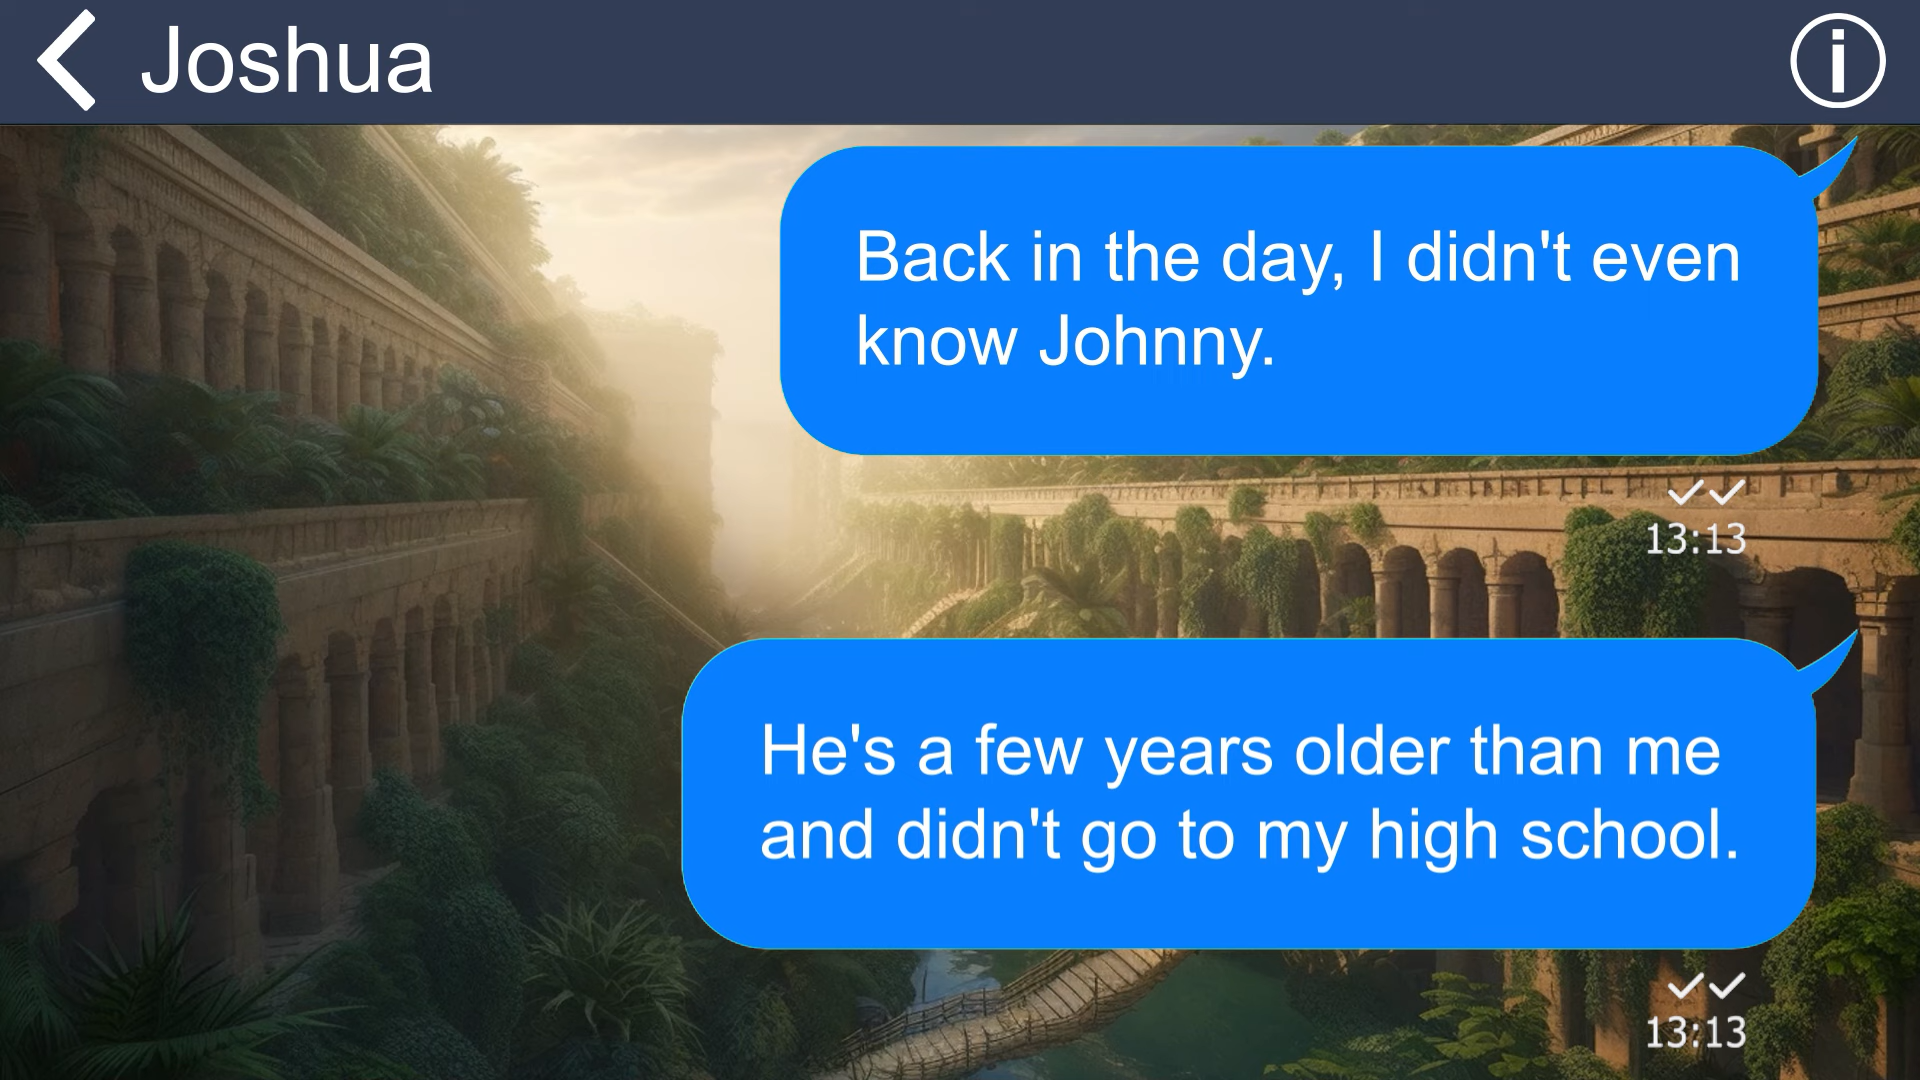 Joshua
Back in the day, I didn't even
know Johnny.
13:13
He's a few years older than me
and didn't go to my high school.
13:13